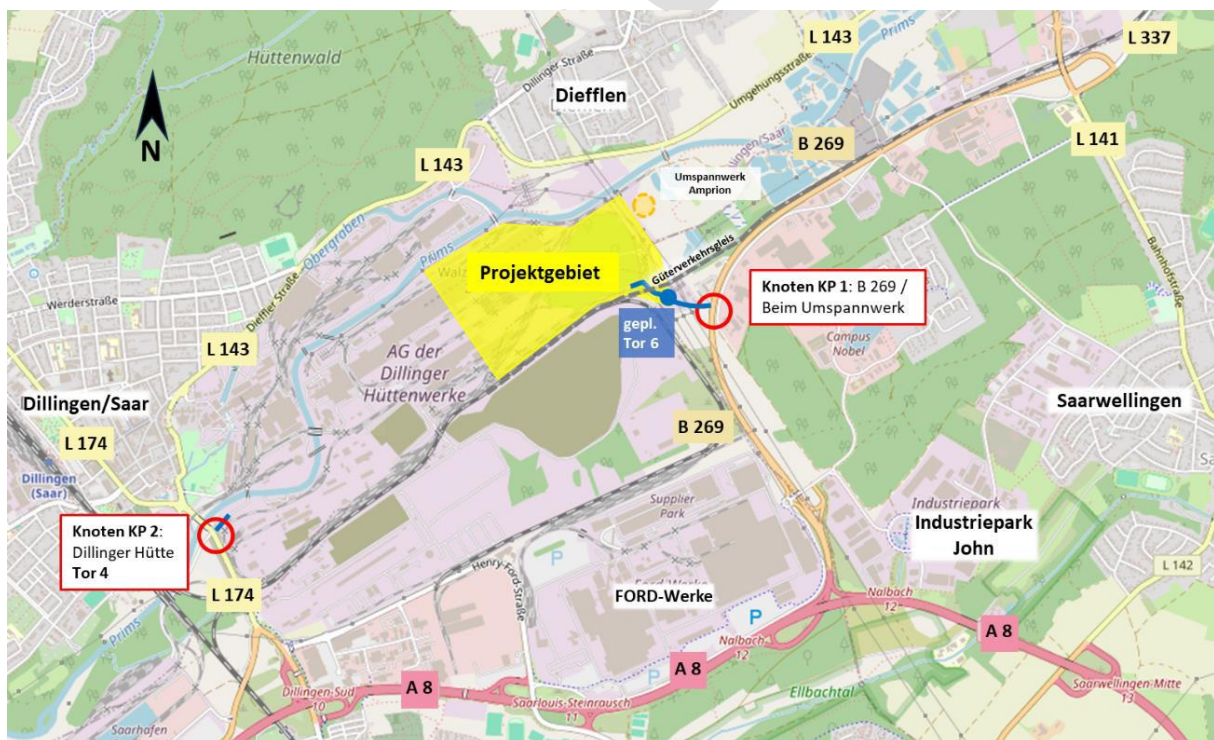 L 143
Prims
L 337
Hüttenwald
Dillinger Straße
Umgehungsstraße
Diefflen
N
B 269
L 141
L 143
Umspannwerk
Amprion
Obergraben
Prims
Projektgebiet
Güterverkehrsgleis
Bahnhofstraße
Knoten KP 1: B 269 /
Beim Umspannwerk
Werderstraße
Dieffler Straße
gepl.
Tor 6
Campus
Nobel
L 143
AG der
Dillinger
Hüttenwerke
Dillingen/Saar
Saarwellingen
L 174
B 269
Dillingen
(Saar)
Supplier
Park
Industriepark
Industriepark
John
Knoten KP 2:
Dillinger Hütte
Tor 4
P
Henry-Ford-Straße
L 142
L 174
FORD-Werke
P
Nalbach
12
Prims
Nalbach
12
A 8
Dillingen-Süd
10
A 8
A 8
Saarlouis-Steinrausch
11
Ellbachtal
Saarwellingen-Mitte
13
Saarhafen